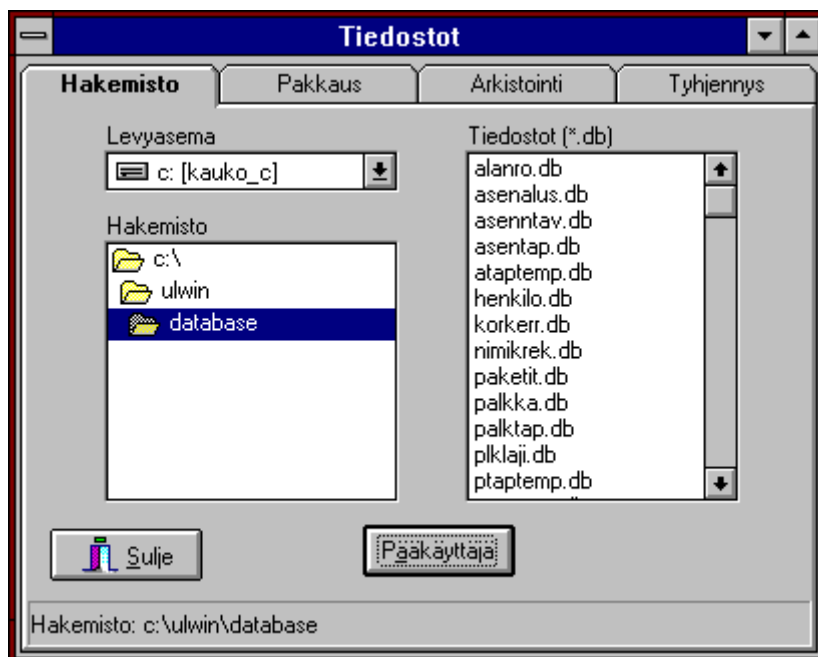 Tiedostot
Hakemisto Pakkaus Arkistointi Tyhjennys
Levyasema
c: [kauko_c]
Hakemisto
c:\
ulwin
database
Tiedostot (*.db)
alanro.db
asenalus.db
asenntav.db
asentap.db
ataptemp.db
henkilo.db
korkerr.db
nimikrek.db
paketit.db
palkka.db
palktap.db
plklaji.db
ptaptemp.db
Sulje
Pääkäyttäjä
Hakemisto: c:\ulwin\database